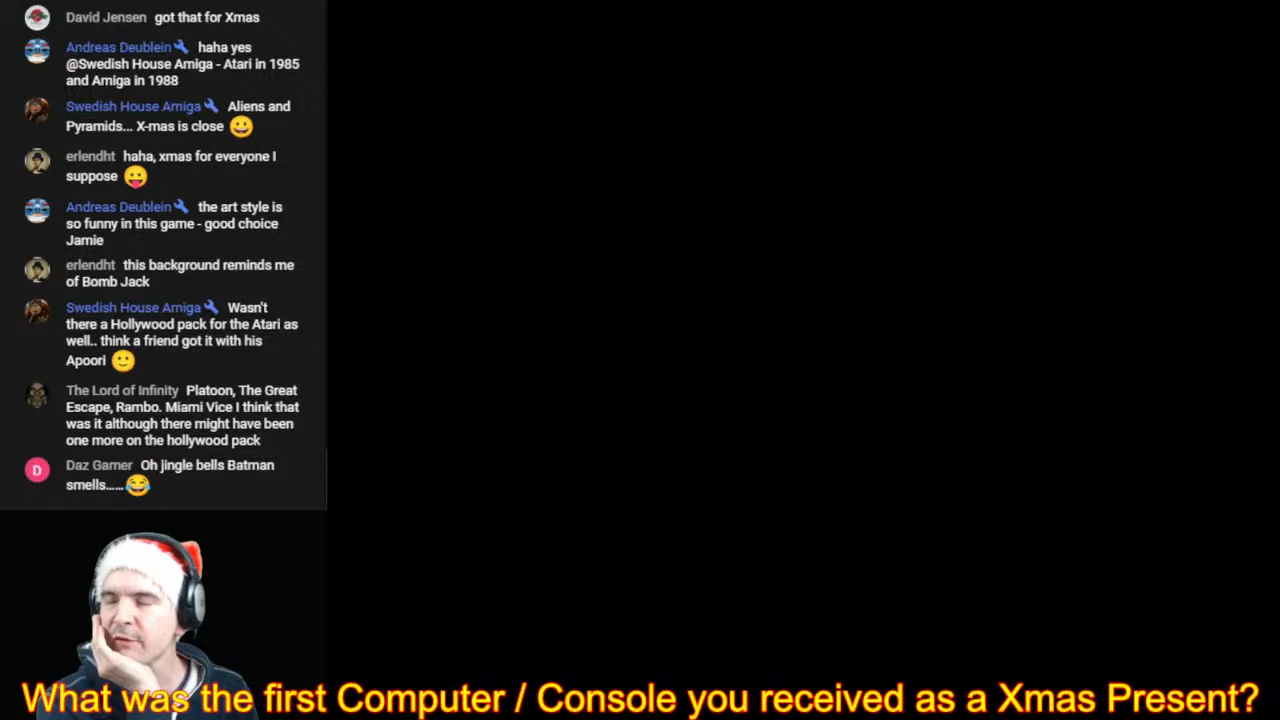 David Jensen got that for Xmas
Andreas Deublein haha yes
@Swedish House Amiga - Atari in 1985
and Amiga in 1988
Swedish House Amiga Aliens and
Pyramids... X-mas is close
erlendht haha, xmas for everyone I
suppose
Andreas Deublein the art style is
so funny in this game - good choice
Jamie
erlendht this background reminds me
of Bomb Jack
Swedish House Amiga Wasn't
there a Hollywood pack for the Atari as
well.. think a friend got it with his
Apoori
The Lord of Infinity Platoon, The Great
Escape, Rambo. Miami Vice I think that
was it although there might have been
one more on the hollywood pack
D
Daz Gamer Oh jingle bells Batman
smells......
What was the first Computer / Console you received as a Xmas Present?